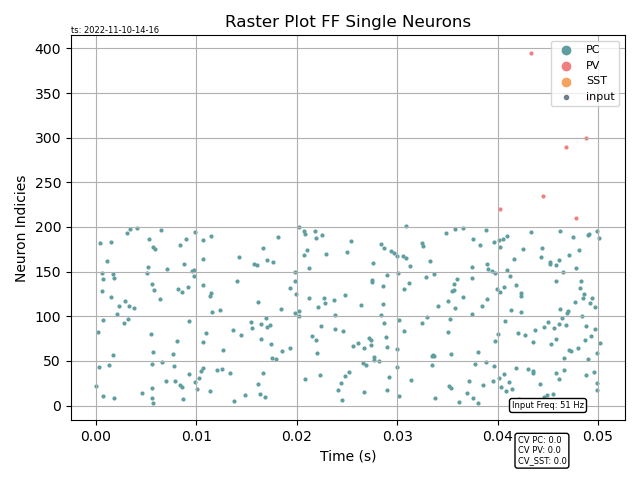 Raster Plot FF Single Neurons
ts: 2022-11-10-14-16
PC
PV
SST
input
400
350
300
250
200
150
100
50
0
Neuron Indicies
Input Freq: 51 Hz
0.00 0.01 0.02 0.03 0.04 0.05
Time (s)
CV PC: 0.0
CV PV: 0.0
CV_SST: 0.0